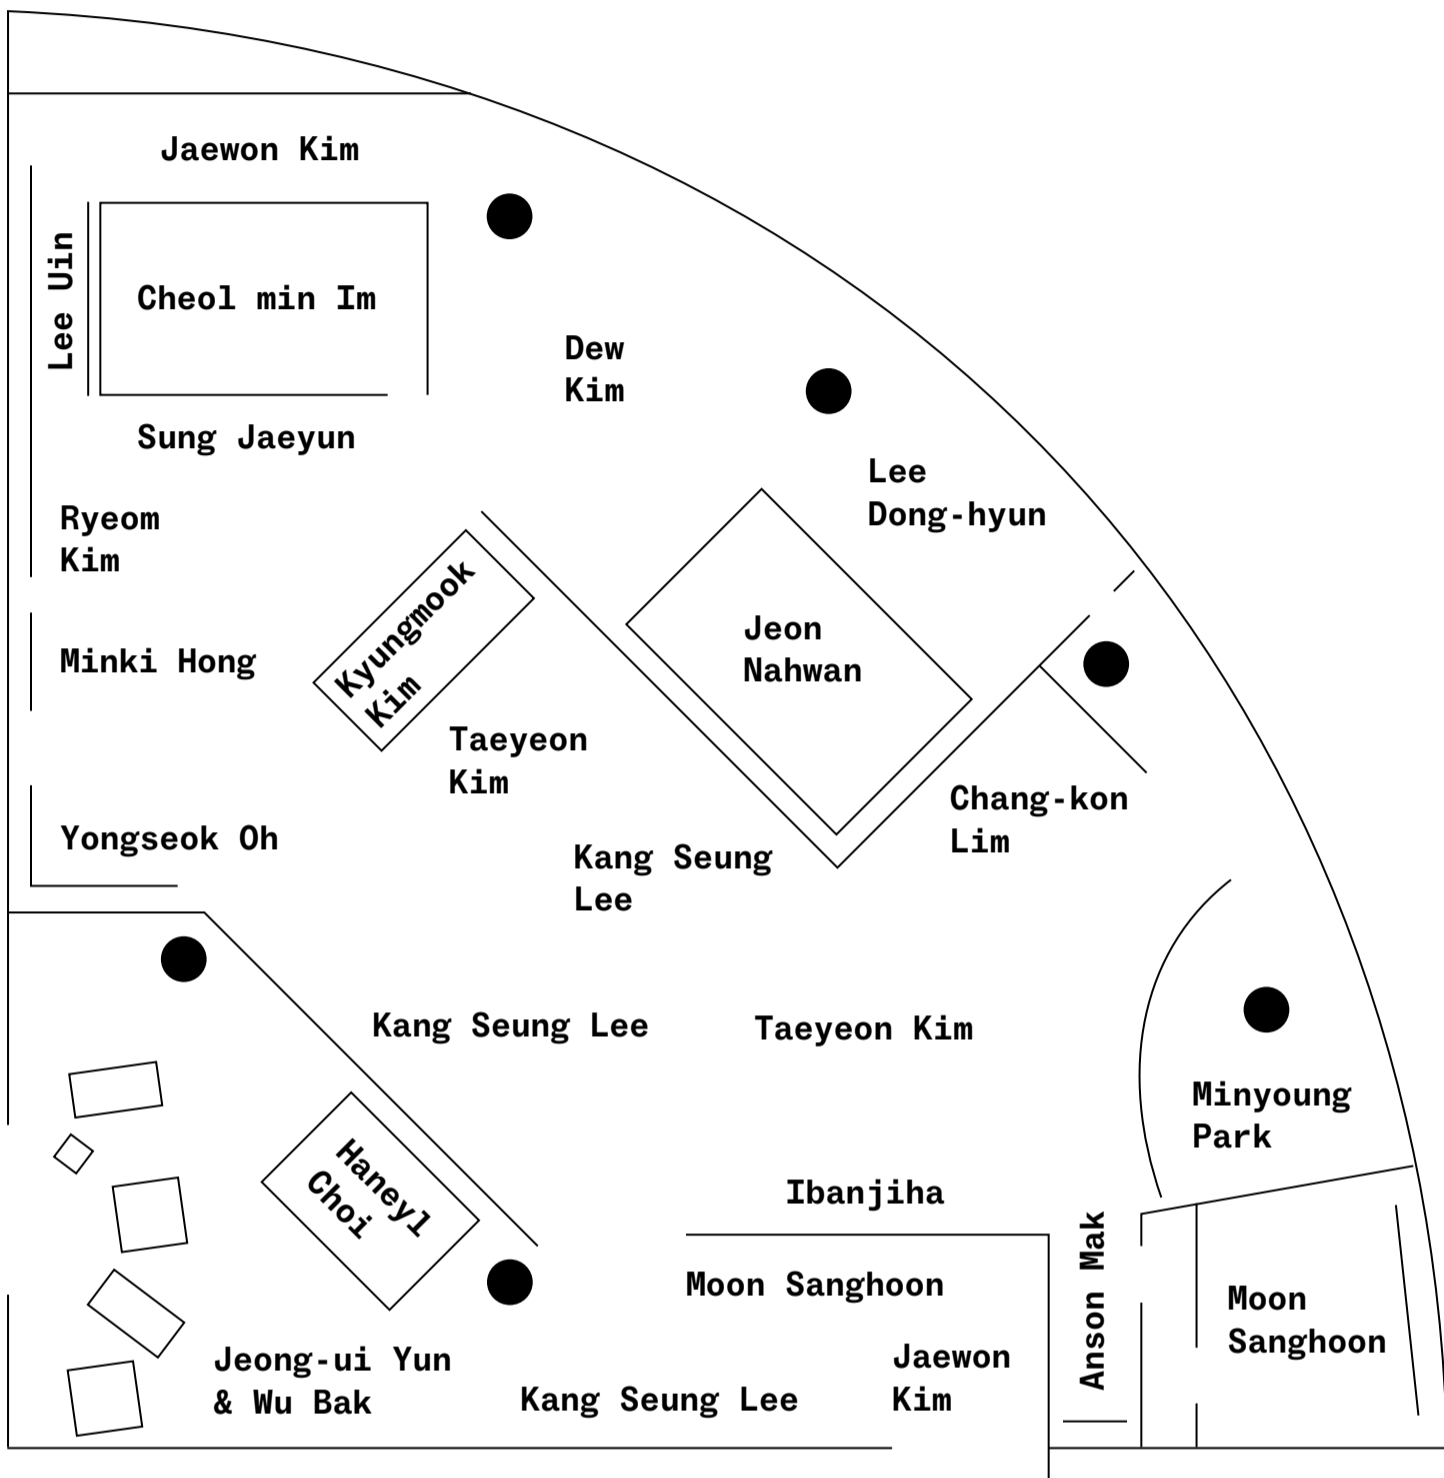 Jaewon Kim
Lee Uin
Cheol min Im
Dew
Kim
Sung Jaeyun
Lee
Dong-hyun
Ryeom
Kim
Kyungmook
Kim
Jeon
Nahwan
Minki Hong
Taeyeon
Kim
Chang-kon
Lim
Yongseok Oh
Kang Seung
Lee
Kang Seung Lee
Taeyeon Kim
Minyoung
Park
Haneyl
Choi
Ibanjiha
Anson Mak
Moon Sanghoon
Moon
Sanghoon
Jeong-ui Yun
& Wu Bak
Kang Seung Lee
Jaewon
Kim